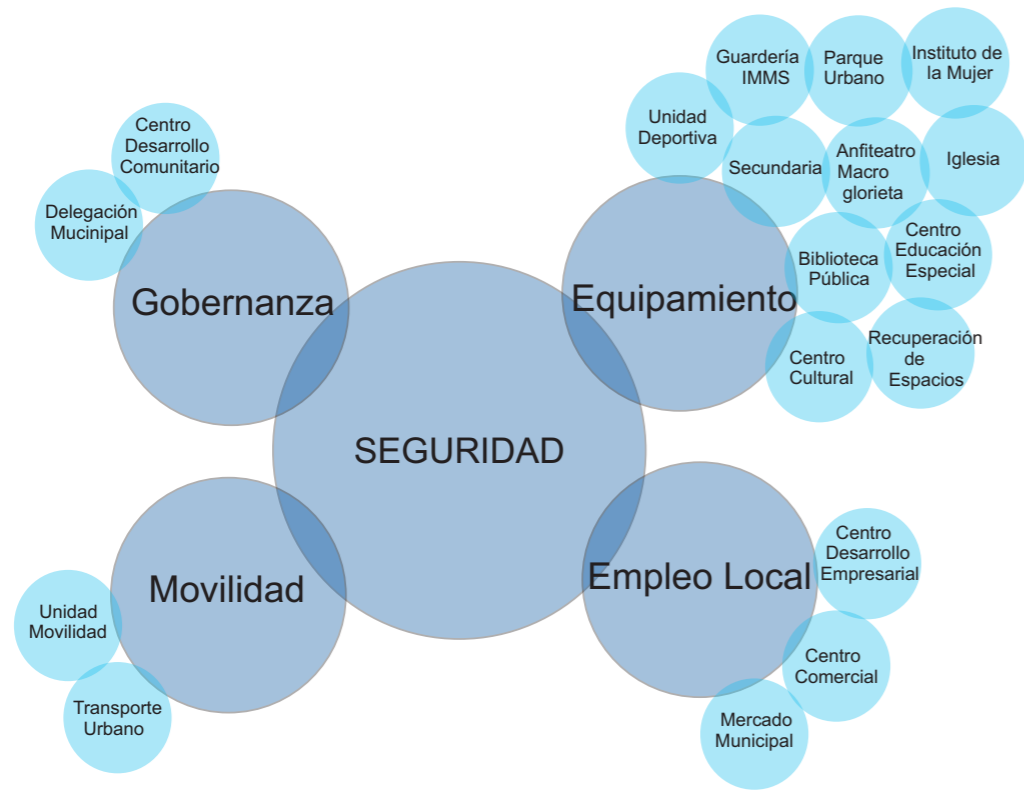 Centro
Desarrollo
Comunitario
Delegación
Mucinipal
Gobernanza
Guardería
IMMS
Parque
Urbano
Instituto de
la Mujer
Unidad
Deportiva
Secundaria
Anfiteatro
Macro
glorieta
Iglesia
Biblioteca
Pública
Centro
Educación
Especial
Centro
Cultural
Recuperación
de
Espacios
Equipamiento
SEGURIDAD
Movilidad
Unidad
Movilidad
Transporte
Urbano
Empleo Local
Centro
Desarrollo
Empresarial
Centro
Comercial
Mercado
Municipal